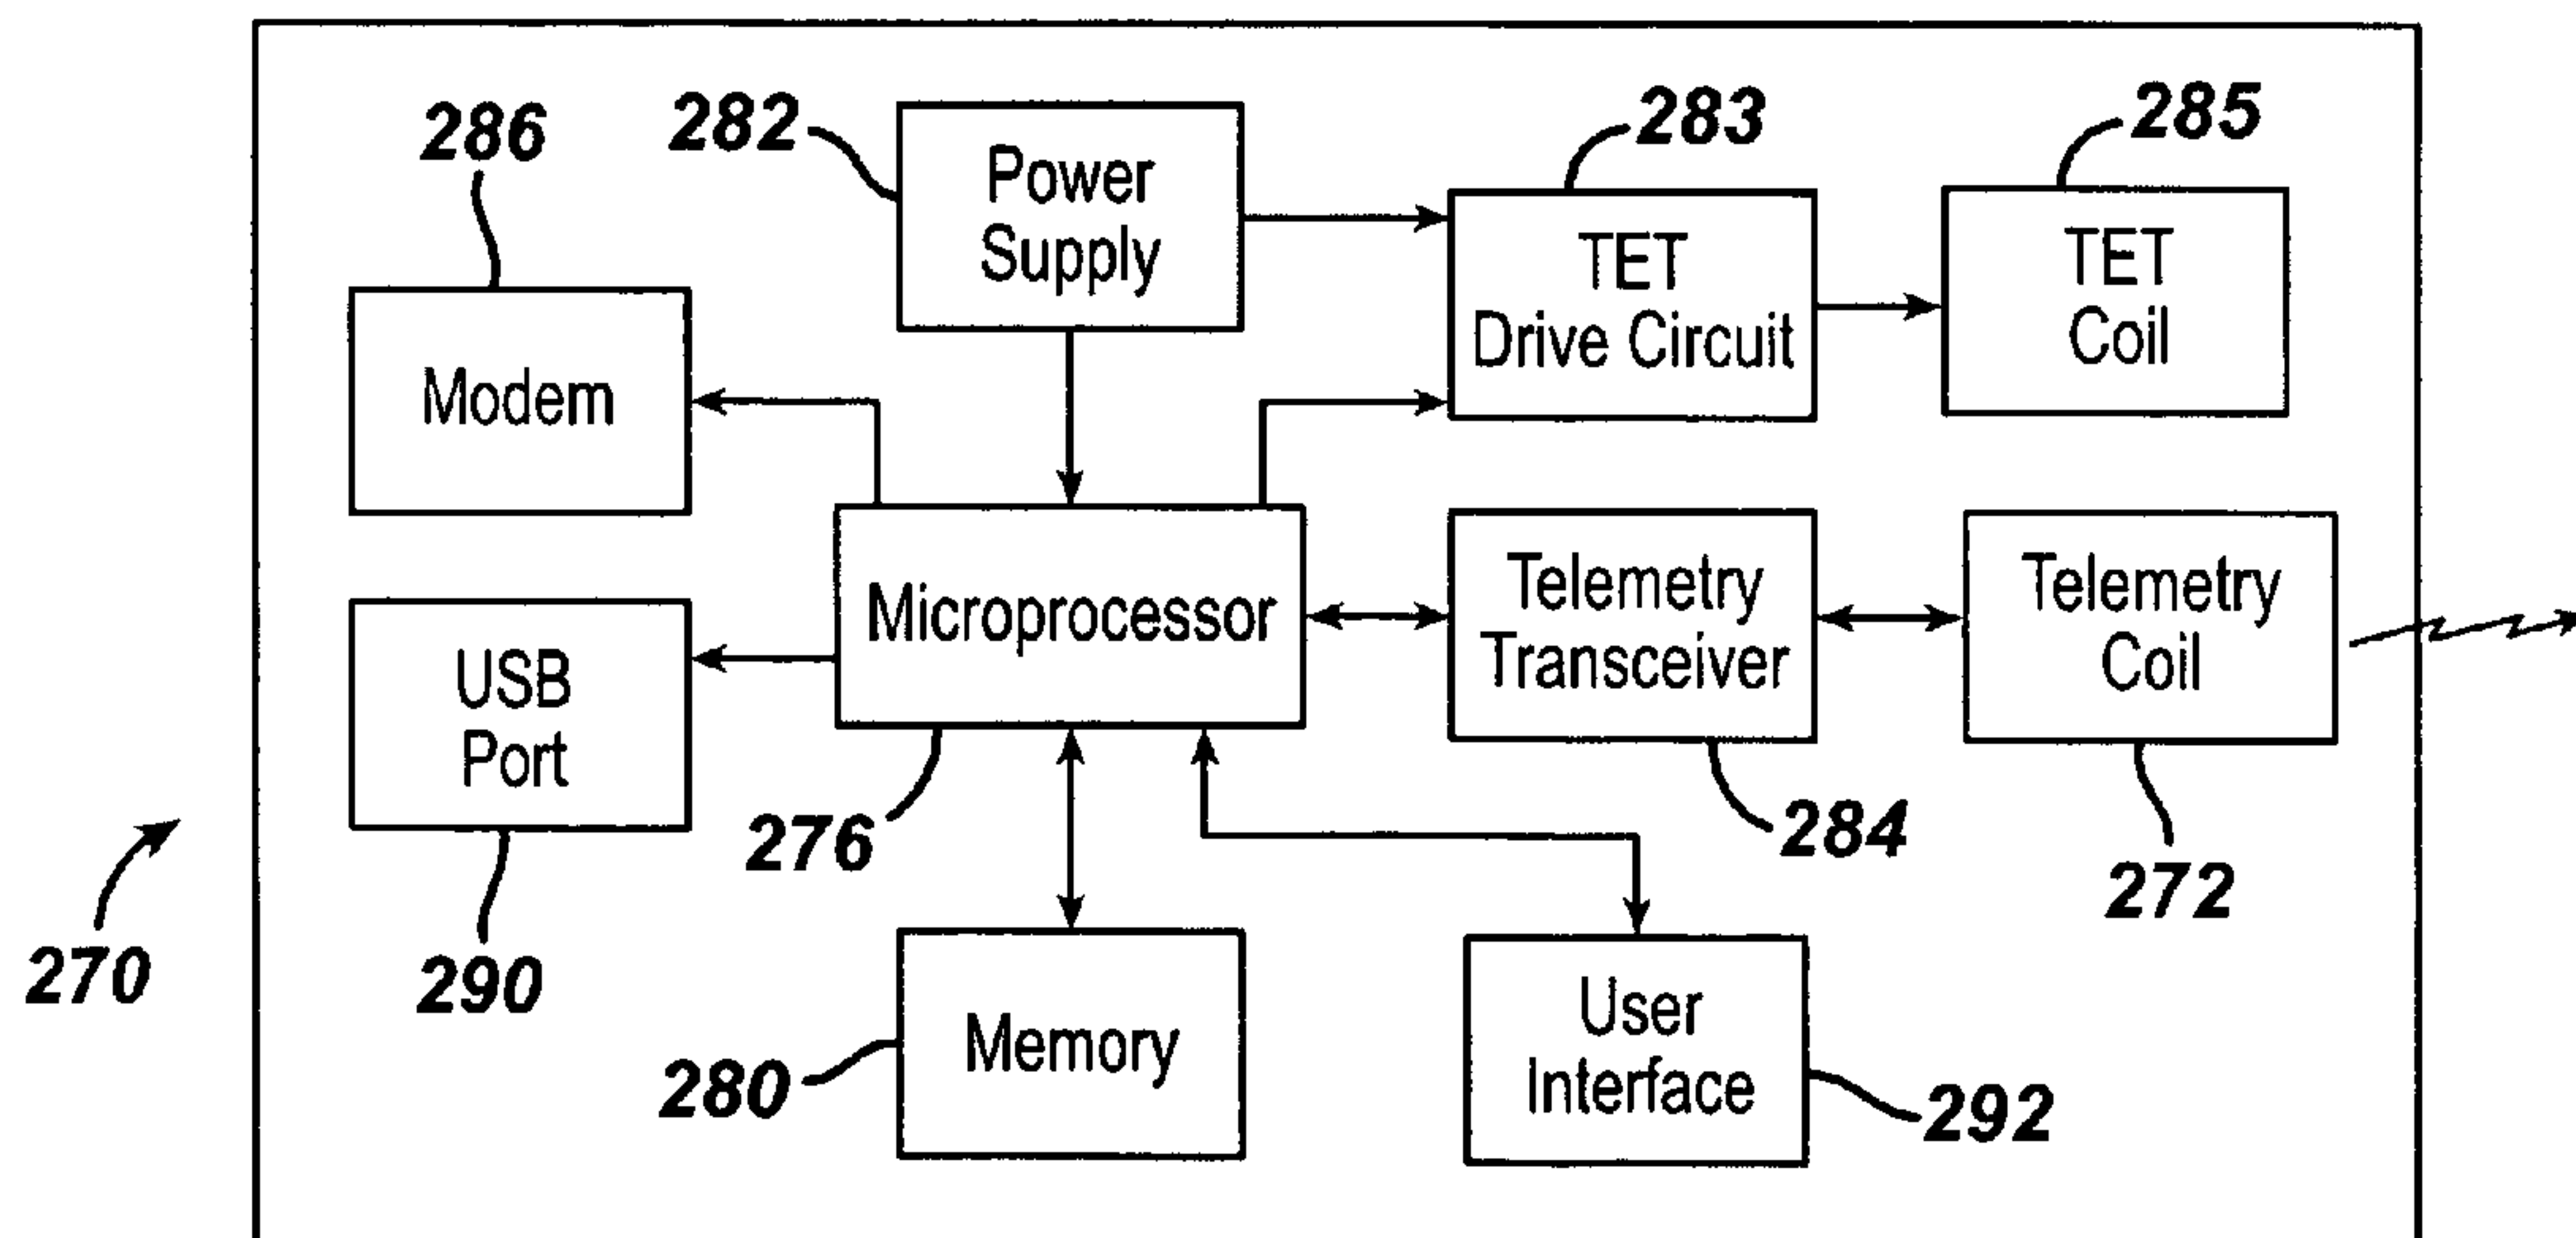 286
282
283
285
Power
Supply
TET
Drive Circuit
TET
Coil
Modem
Microprocessor
Telemetry
Transceiver
Telemetry
Coil
USB
Port
276
284
272
270
290
280
Memory
User
Interface
292